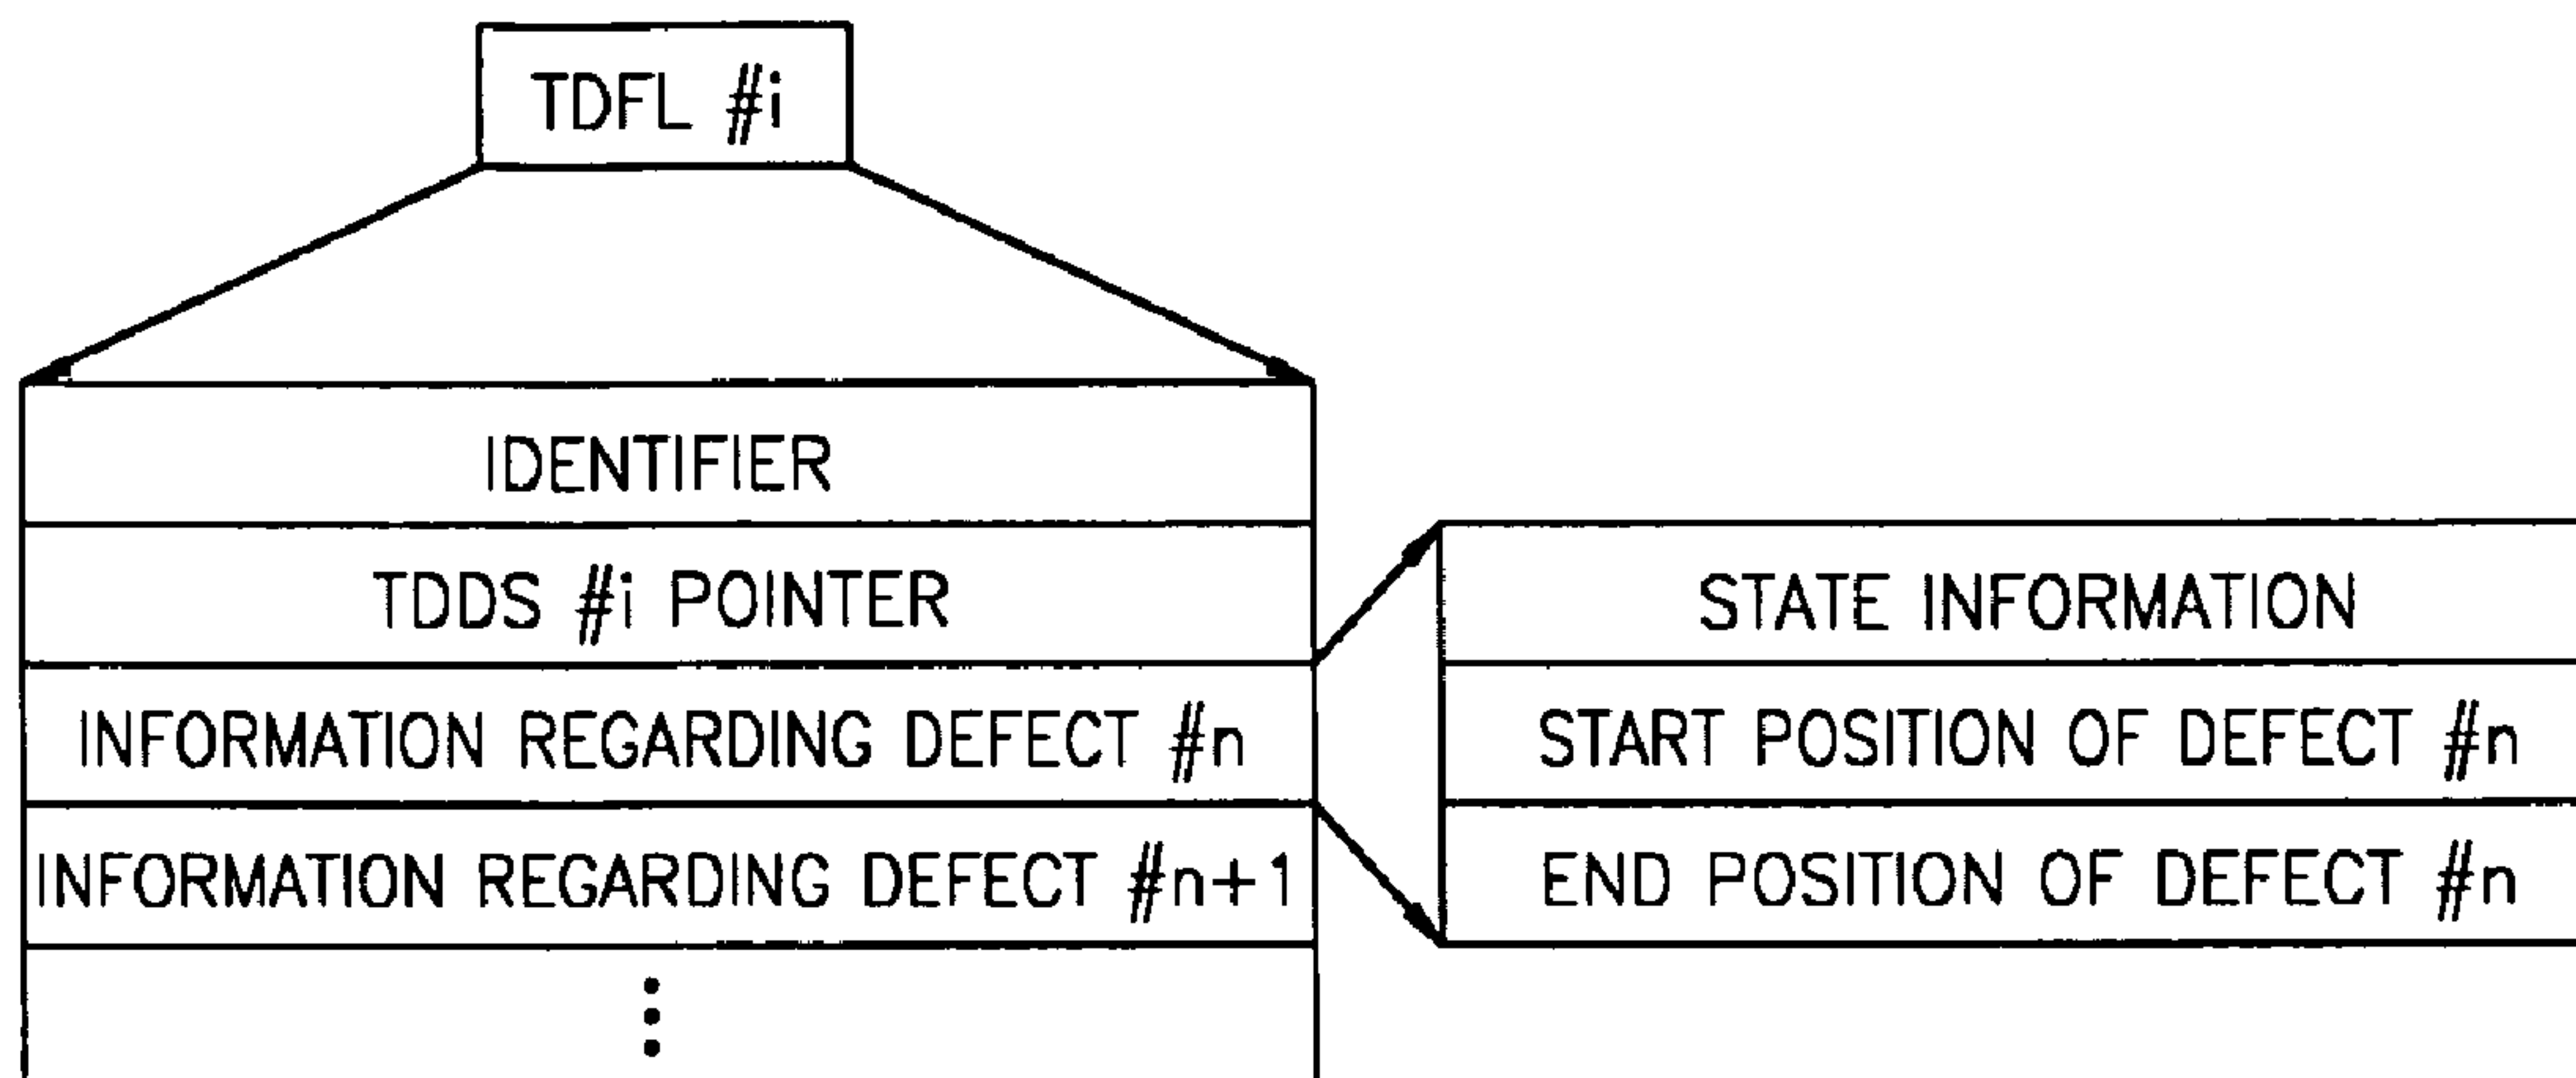 TDFL #i
IDENTIFIER
TDDS #i POINTER
INFORMATION REGARDING DEFECT #n
INFORMATION REGARDING DEFECT #n+1
STATE INFORMATION
START POSITION OF DEFECT #n
END POSITION OF DEFECT #n